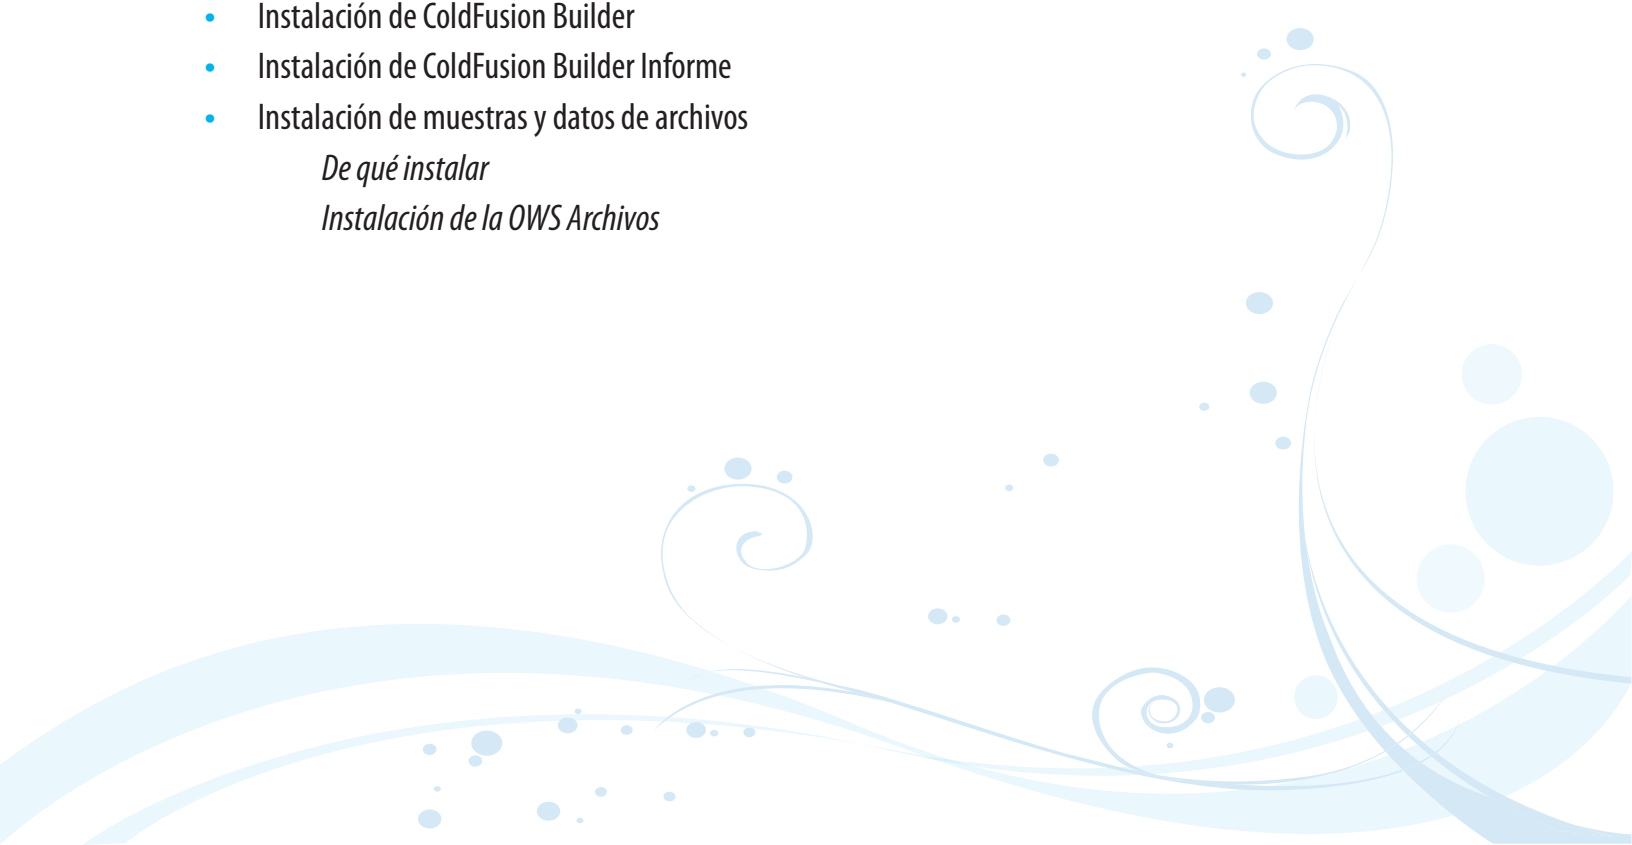 • Instalación de ColdFusion Builder
• Instalación de ColdFusion Builder Informe
• Instalación de muestras y datos de archivos
De qué instalar
Instalación de la OWS Archivos